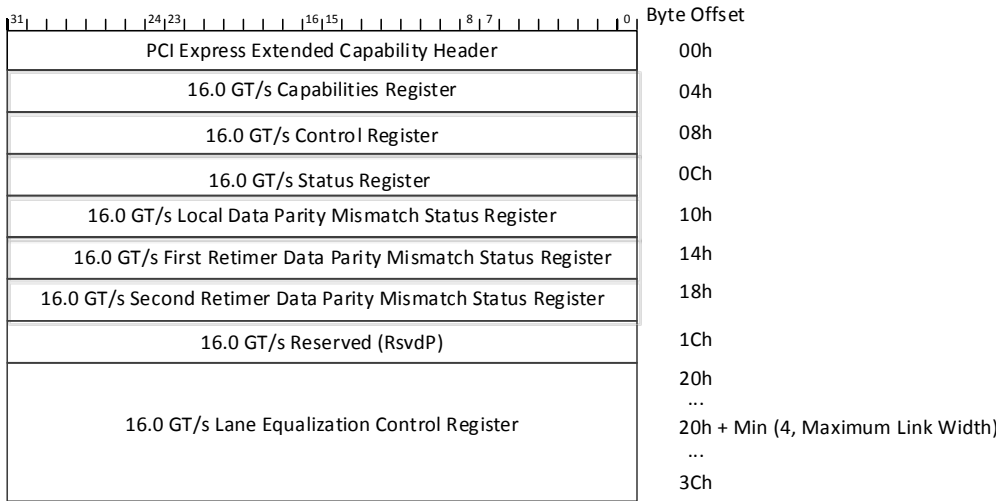 31 24 23 16 15 8 7 0 Byte Offset
PCI Express Extended Capability Header 00h
16.0 GT/s Capabilities Register 04h
16.0 GT/s Control Register 08h
16.0 GT/s Status Register 0Ch
16.0 GT/s Local Data Parity Mismatch Status Register 10h
16.0 GT/s First Retimer Data Parity Mismatch Status Register 14h
16.0 GT/s Second Retimer Data Parity Mismatch Status Register 18h
16.0 GT/s Reserved (RsvdP) 1Ch
20h
...
16.0 GT/s Lane Equalization Control Register 20h + Min (4, Maximum Link Width)
...
3Ch